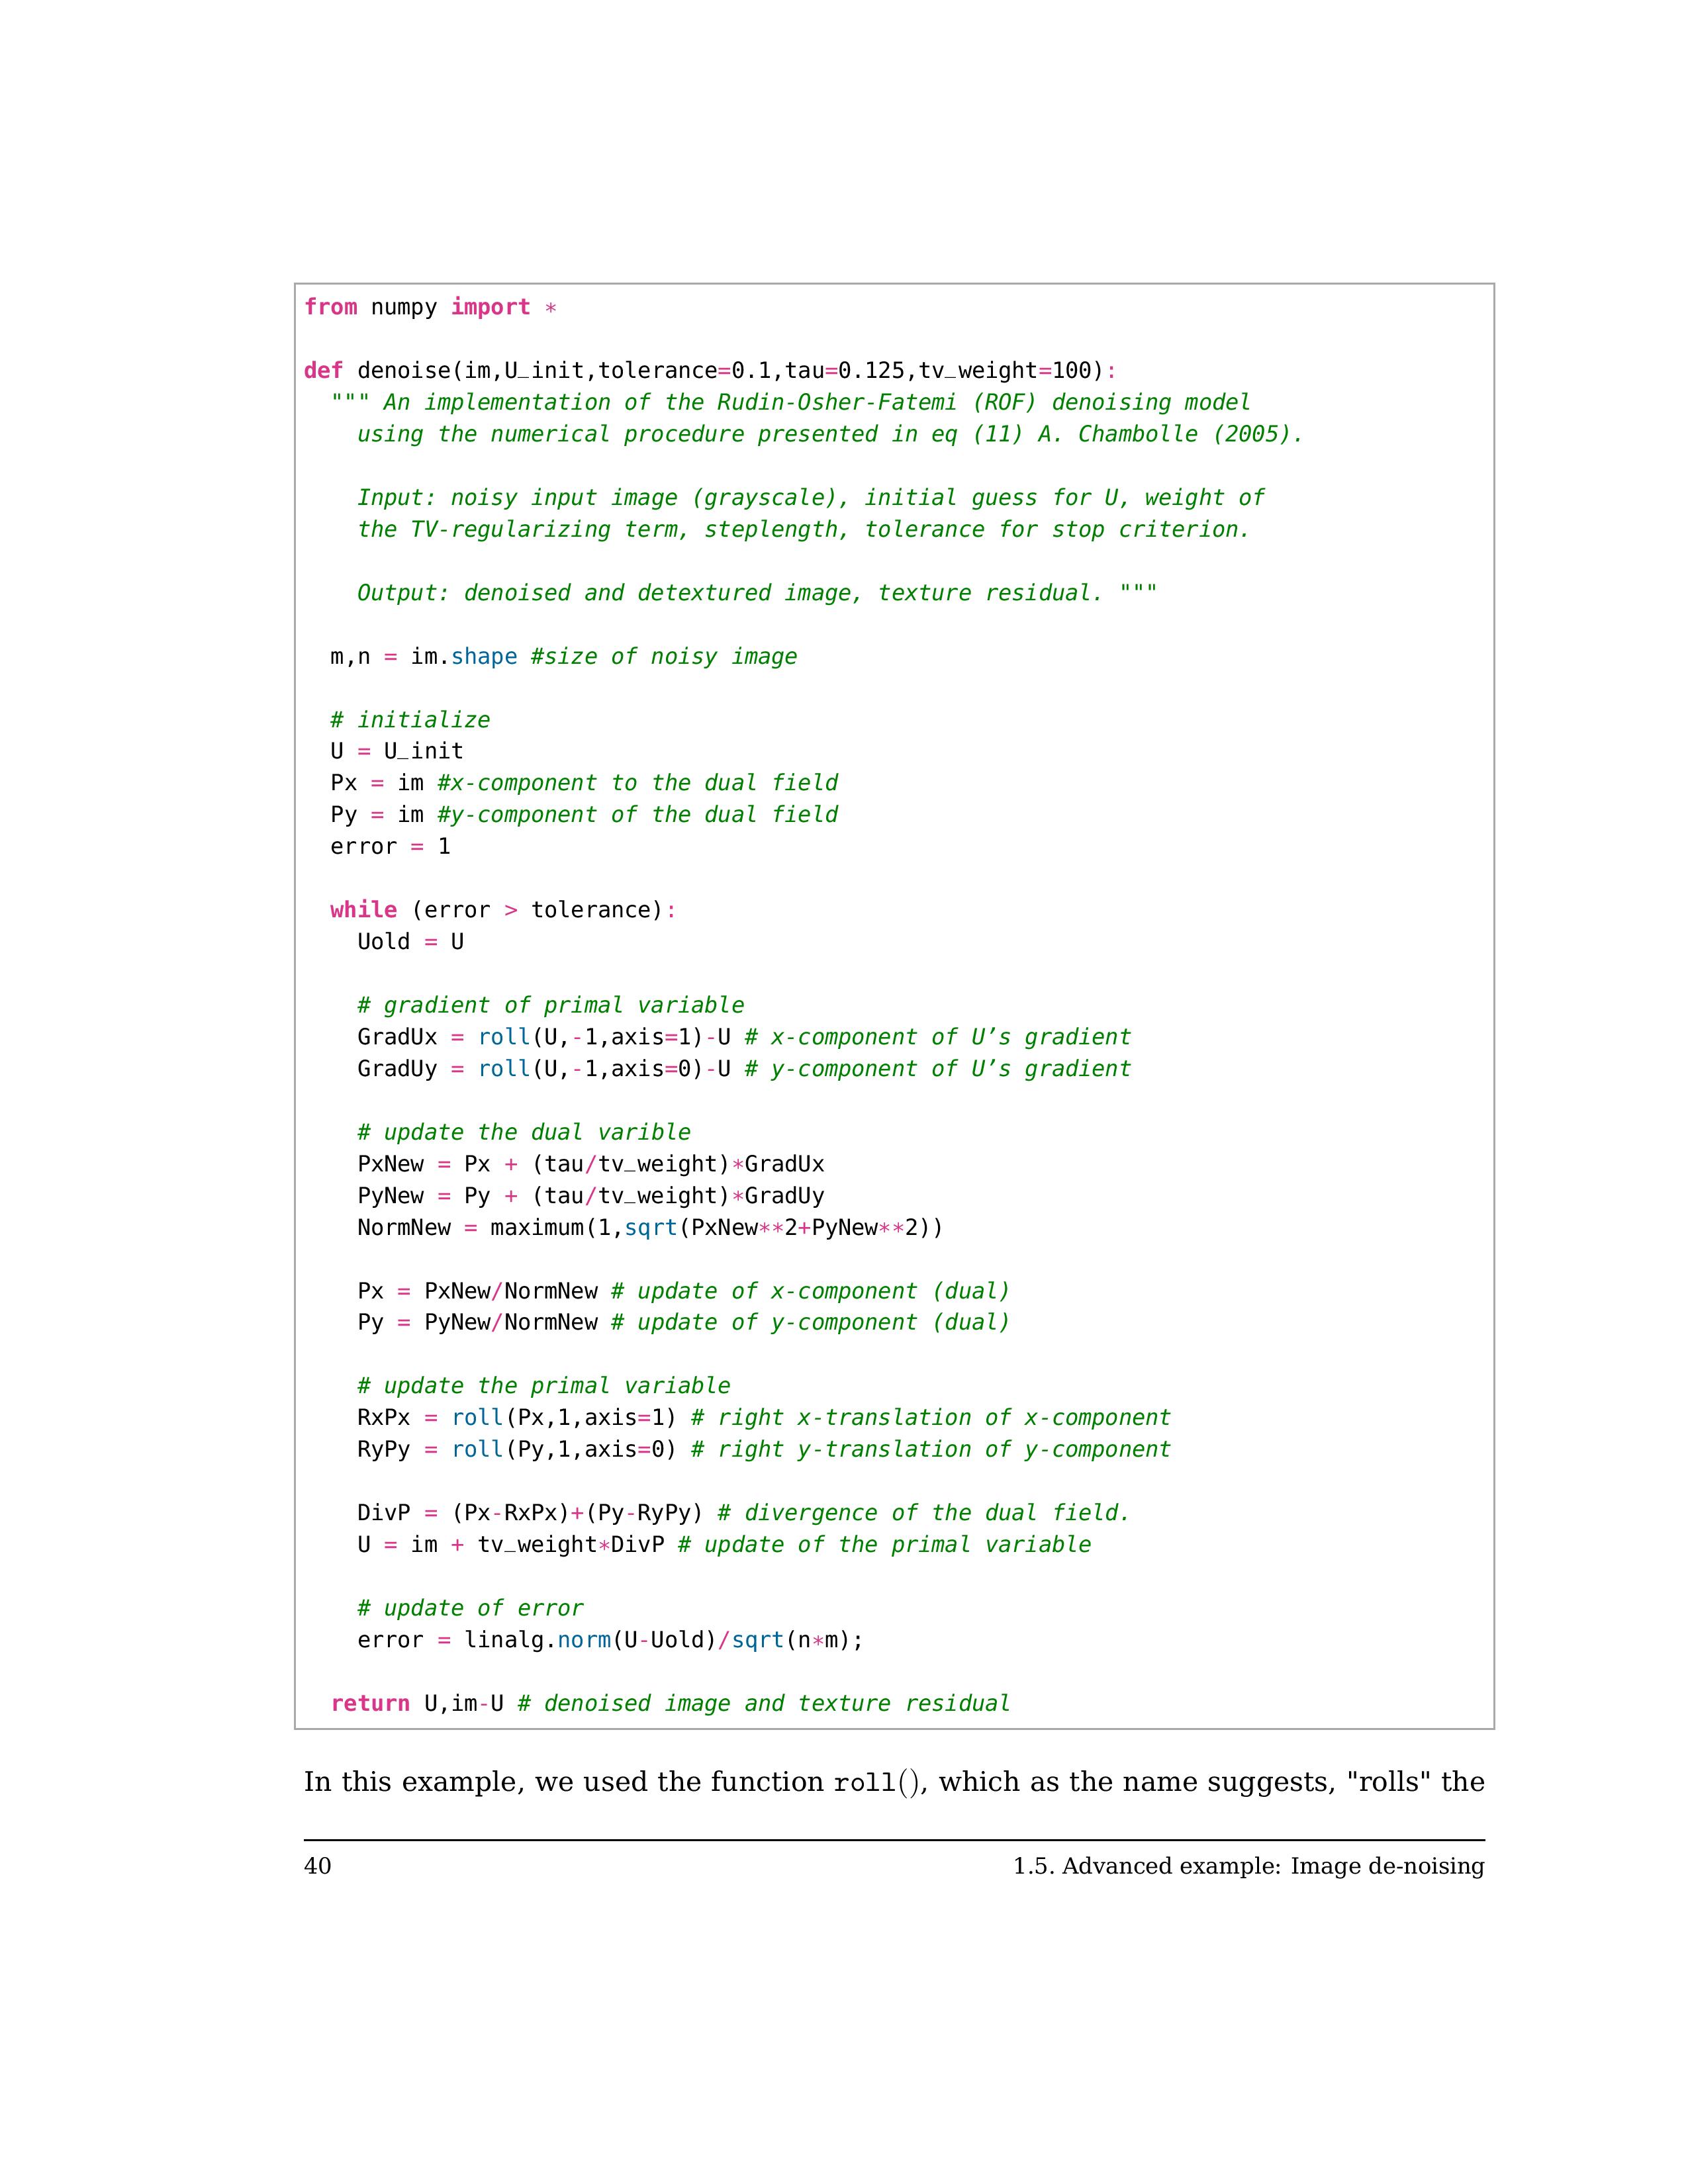 from numpy import *

def denoise(im,U_init,tolerance=0.1,tau=0.125,tv_weight=100):
  """ An implementation of the Rudin-Osher-Fatemi (ROF) denoising model
    using the numerical procedure presented in eq (11) A. Chambolle (2005).

    Input: noisy input image (grayscale), initial guess for U, weight of
    the TV-regularizing term, steplength, tolerance for stop criterion.

    Output: denoised and detextured image, texture residual. """

  m,n = im.shape #size of noisy image

  # initialize
  U = U_init
  Px = im #x-component to the dual field
  Py = im #y-component of the dual field
  error = 1

  while (error > tolerance):
    Uold = U

    # gradient of primal variable
    GradUx = roll(U,-1,axis=1)-U # x-component of U’s gradient
    GradUy = roll(U,-1,axis=0)-U # y-component of U’s gradient

    # update the dual varible
    PxNew = Px + (tau/tv_weight)*GradUx
    PyNew = Py + (tau/tv_weight)*GradUy
    NormNew = maximum(1,sqrt(PxNew**2+PyNew**2))

    Px = PxNew/NormNew # update of x-component (dual)
    Py = PyNew/NormNew # update of y-component (dual)

    # update the primal variable
    RxPx = roll(Px,1,axis=1) # right x-translation of x-component
    RyPy = roll(Py,1,axis=0) # right y-translation of y-component

    DivP = (Px-RxPx)+(Py-RyPy) # divergence of the dual field.
    U = im + tv_weight*DivP # update of the primal variable

    # update of error
    error = linalg.norm(U-Uold)/sqrt(n*m);

  return U,im-U # denoised image and texture residual

In this example, we used the function roll(), which as the name suggests, "rolls" the
40 1.5. Advanced example: Image de-noising